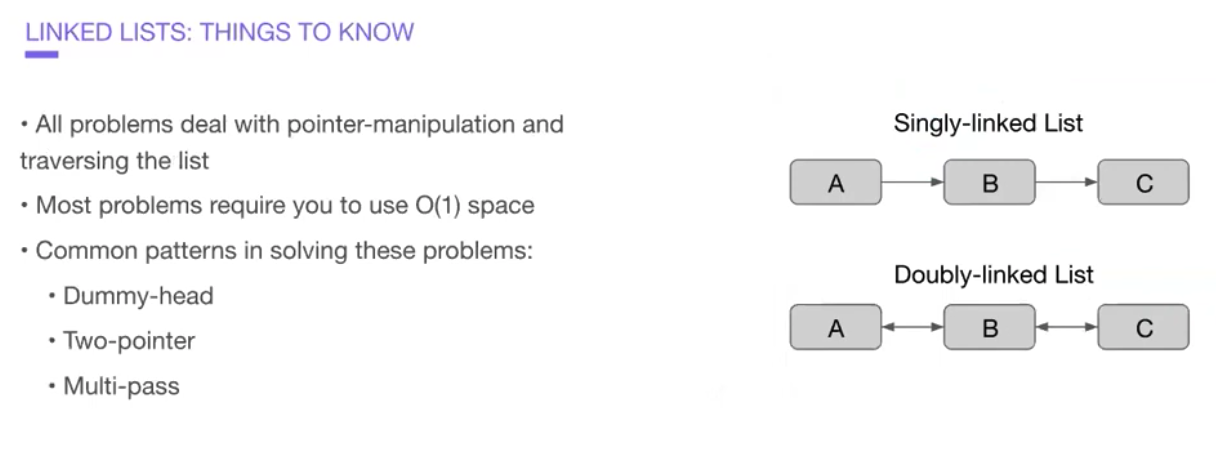 LINKED LISTS: THINGS TO KNOW
• All problems deal with pointer-manipulation and
traversing the list
• Most problems require you to use O(1) space
• Common patterns in solving these problems:
• Dummy-head
• Two-pointer
• Multi-pass
Singly-linked List
A B C
Doubly-linked List
A B C